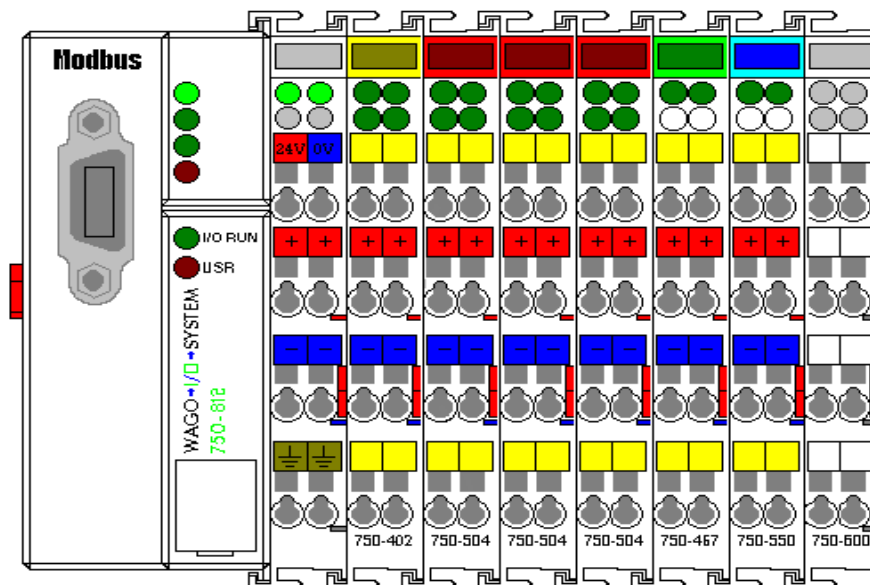 Modbus
24V 0V
I/O RUN
USR
+ + + + + + + + + + + + + +
WAGO→I/O→SYSTEM
750-812
− − − − − − − − − − − − − −
750-402 750-504 750-504 750-504 750-467 750-550 750-600